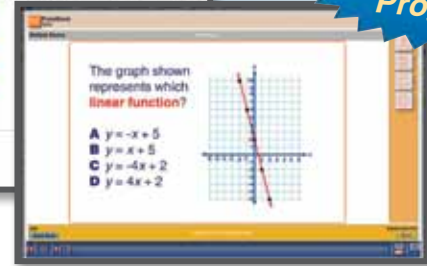 Pro
The graph shown
represents which
linear function?
A y = -x + 5
B y = x + 5
C y = -4x + 2
D y = 4x + 2